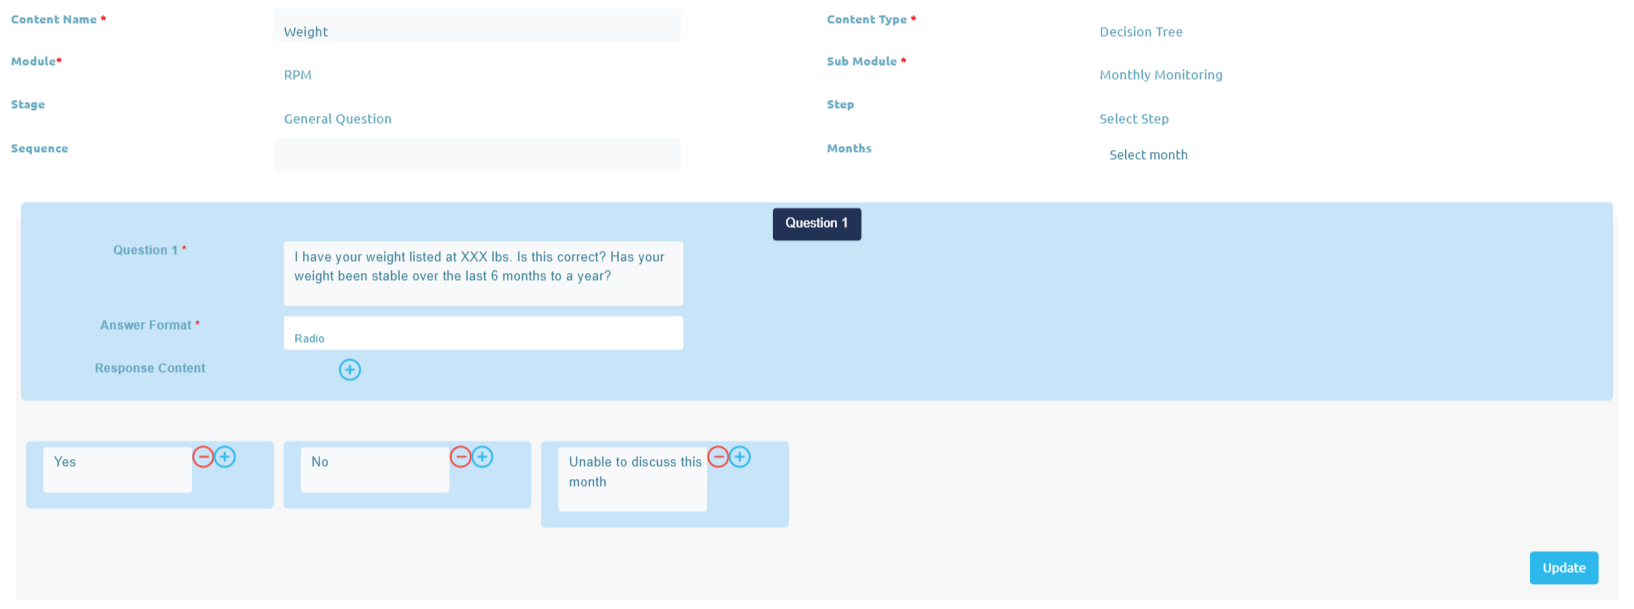 Content Name *
Weight
Content Type *
Decision Tree
Module*
RPM
Sub Module *
Monthly Monitoring
Stage
General Question
Step
Select Step
Sequence
Months
Select month
Question 1
Question 1 *
I have your weight listed at XXX lbs. Is this correct? Has your
weight been stable over the last 6 months to a year?
Answer Format *
Radio
Response Content
Yes
No
Unable to discuss this
month
Update